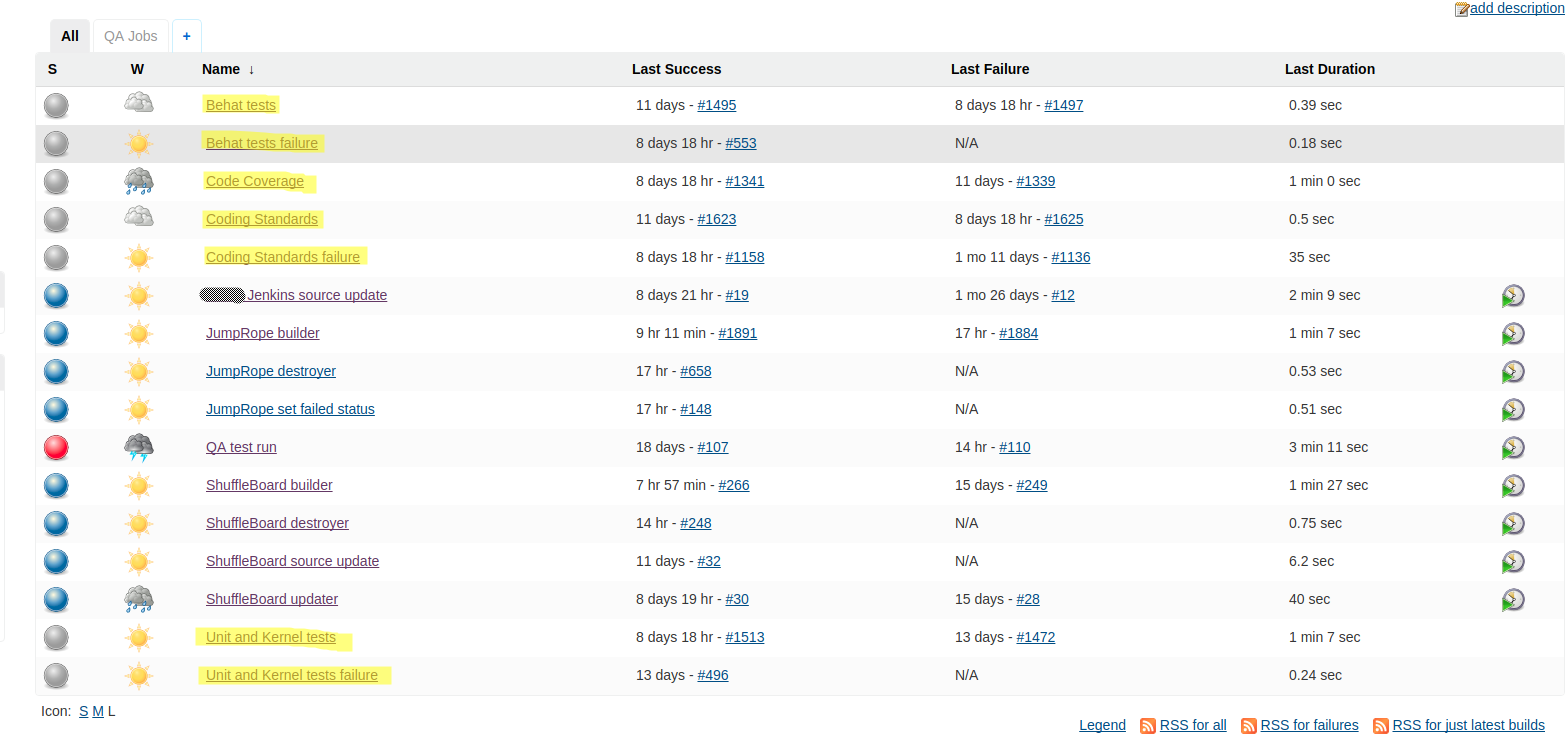 add description
All QA Jobs +
S W Name ↓ Last Success Last Failure Last Duration
Behat tests 11 days - #1495 8 days 18 hr - #1497 0.39 sec
Behat tests failure 8 days 18 hr - #553 N/A 0.18 sec
Code Coverage 8 days 18 hr - #1341 11 days - #1339 1 min 0 sec
Coding Standards 11 days - #1623 8 days 18 hr - #1625 0.5 sec
Coding Standards failure 8 days 18 hr - #1158 1 mo 11 days - #1136 35 sec
Jenkins source update 8 days 21 hr - #19 1 mo 26 days - #12 2 min 9 sec
JumpRope builder 9 hr 11 min - #1891 17 hr - #1884 1 min 7 sec
JumpRope destroyer 17 hr - #658 N/A 0.53 sec
JumpRope set failed status 17 hr - #148 N/A 0.51 sec
QA test run 18 days - #107 14 hr - #110 3 min 11 sec
ShuffleBoard builder 7 hr 57 min - #266 15 days - #249 1 min 27 sec
ShuffleBoard destroyer 14 hr - #248 N/A 0.75 sec
ShuffleBoard source update 11 days - #32 N/A 6.2 sec
ShuffleBoard updater 8 days 19 hr - #30 15 days - #28 40 sec
Unit and Kernel tests 8 days 18 hr - #1513 13 days - #1472 1 min 7 sec
Unit and Kernel tests failure 13 days - #496 N/A 0.24 sec
Icon: S M L
Legend RSS for all RSS for failures RSS for just latest builds